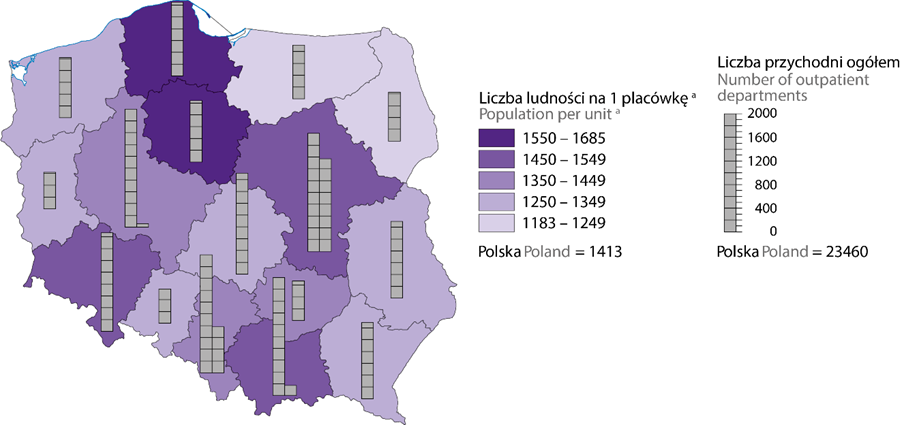 Liczba ludności na 1 placówkę a
Population per unit a
1550 – 1685
1450 – 1549
1350 – 1449
1250 – 1349
1183 – 1249
Polska Poland = 1413
Liczba przychodni ogółem
Number of outpatient
departments
2000
1600
1200
800
400
0
Polska Poland = 23460